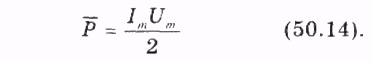 P̅ = I_m U_m / 2 (50.14).